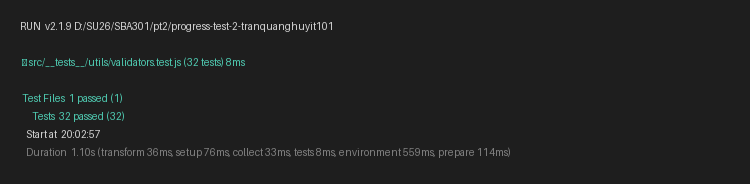 RUN v2.1.9 D:/SU26/SBA301/pt2/progress-test-2-tranquanghuyit101
src/__tests__/utils/validators.test.js (32 tests) 8ms
Test Files 1 passed (1)
Tests 32 passed (32)
Start at 20:02:57
Duration 1.10s (transform 36ms, setup 76ms, collect 33ms, tests 8ms, environment 559ms, prepare 114ms)